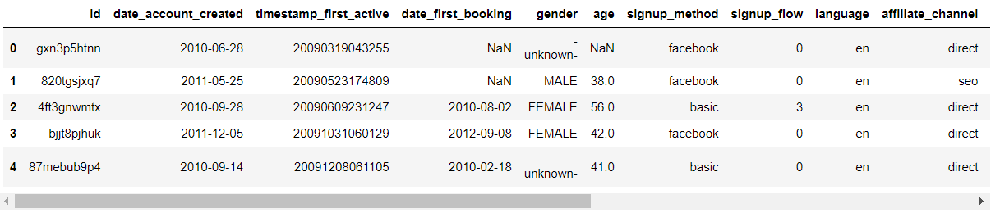 id date_account_created timestamp_first_active date_first_booking gender age signup_method signup_flow language affiliate_channel
0 gxn3p5htnn 2010-06-28 20090319043255 NaN -unknown- NaN facebook 0 en direct
1 820tgsjxq7 2011-05-25 20090523174809 NaN MALE 38.0 facebook 0 en seo
2 4ft3gnwmtx 2010-09-28 20090609231247 2010-08-02 FEMALE 56.0 basic 3 en direct
3 bjjt8pjhuk 2011-12-05 20091031060129 2012-09-08 FEMALE 42.0 facebook 0 en direct
4 87mebub9p4 2010-09-14 20091208061105 2010-02-18 -unknown- 41.0 basic 0 en direct